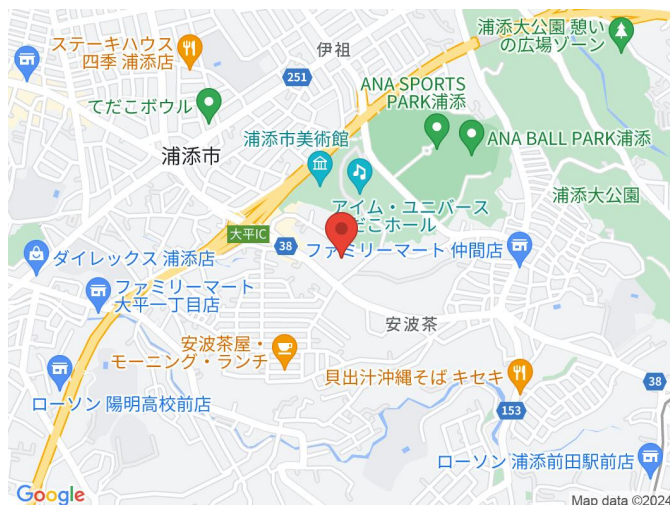 浦添大公園 憩い
の広場ゾーン
ステーキハウス
四季 浦添店
伊祖
251
ANA SPORTS
PARK浦添
てだこボウル
浦添市美術館
ANA BALL PARK浦添
浦添市
浦添大公園
アイム・ユニバース
だこホール
大平IC
38
ファミリーマート 仲間店
ダイレックス 浦添店
ファミリーマート
大平一丁目店
安波茶
安波茶屋・
モーニング・ランチ
貝出汁沖縄そば キセキ
38
ローソン 陽明高校前店
153
ローソン 浦添前田駅前店
Google
Map data ©2024